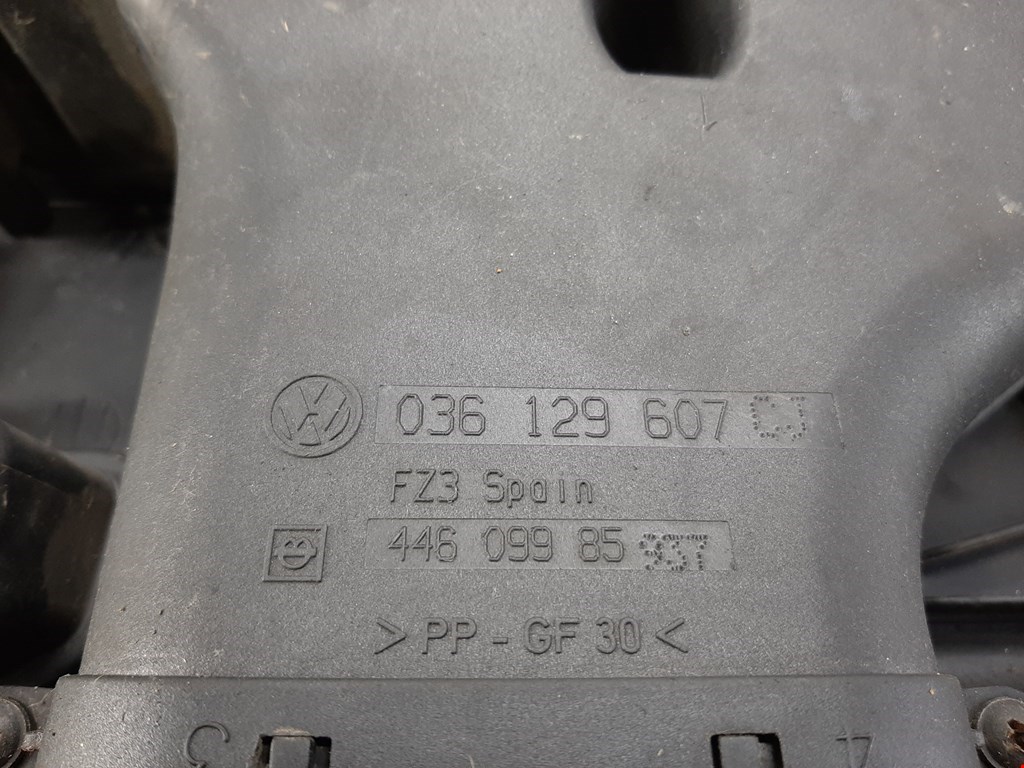 036 129 607
FZ3 Spain
446 099 85
> PP - GF 30 <